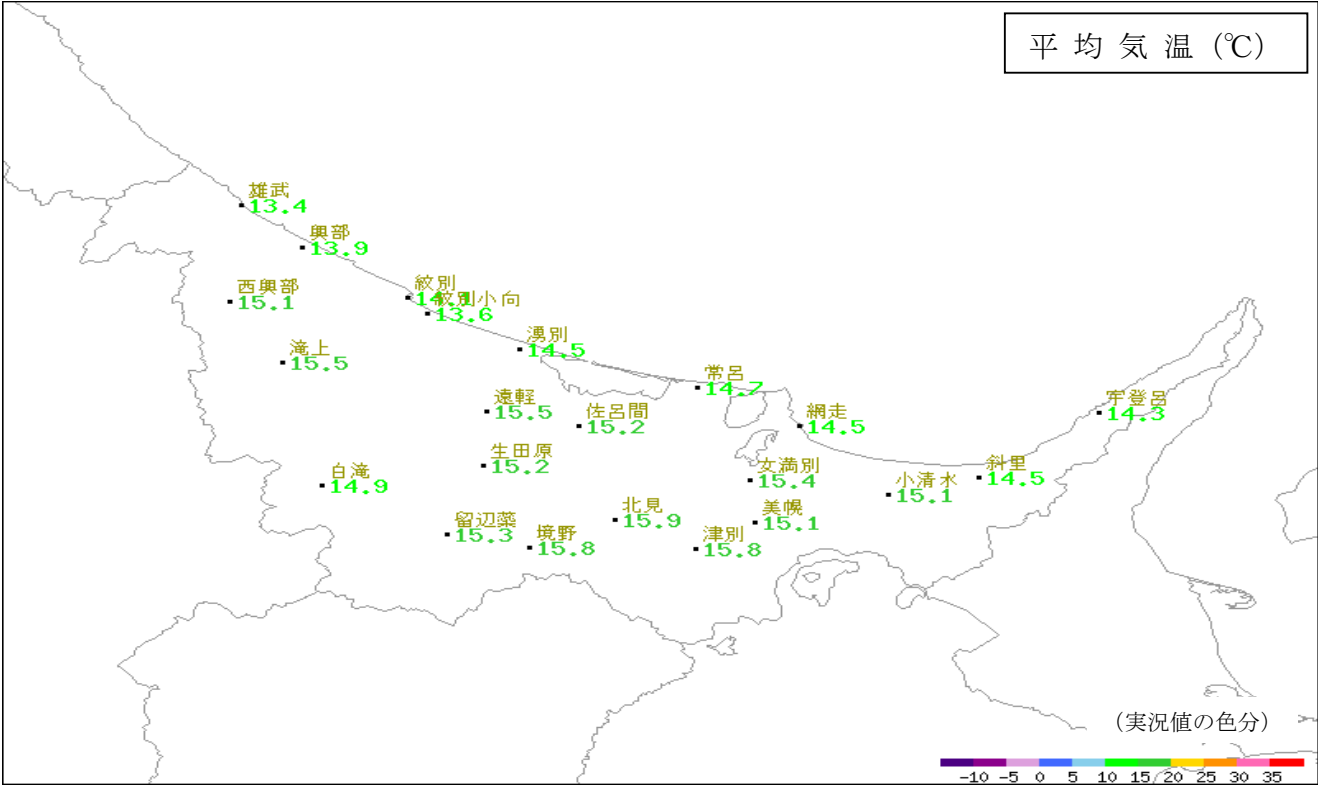 平 均 気 温 (℃)
雄武
13.4
興部
13.9
西興部
15.1
紋別
14.1
紋別小向
13.6
滝上
15.5
湧別
14.5
常呂
14.7
遠軽
15.5
佐呂間
15.2
網走
14.5
宇登呂
14.3
生田原
15.2
白滝
14.9
女満別
15.4
斜里
14.5
小清水
15.1
北見
15.9
美幌
15.1
留辺蘂
15.3
境野
15.8
津別
15.8
(実況値の色分)
-10 -5 0 5 10 15 20 25 30 35